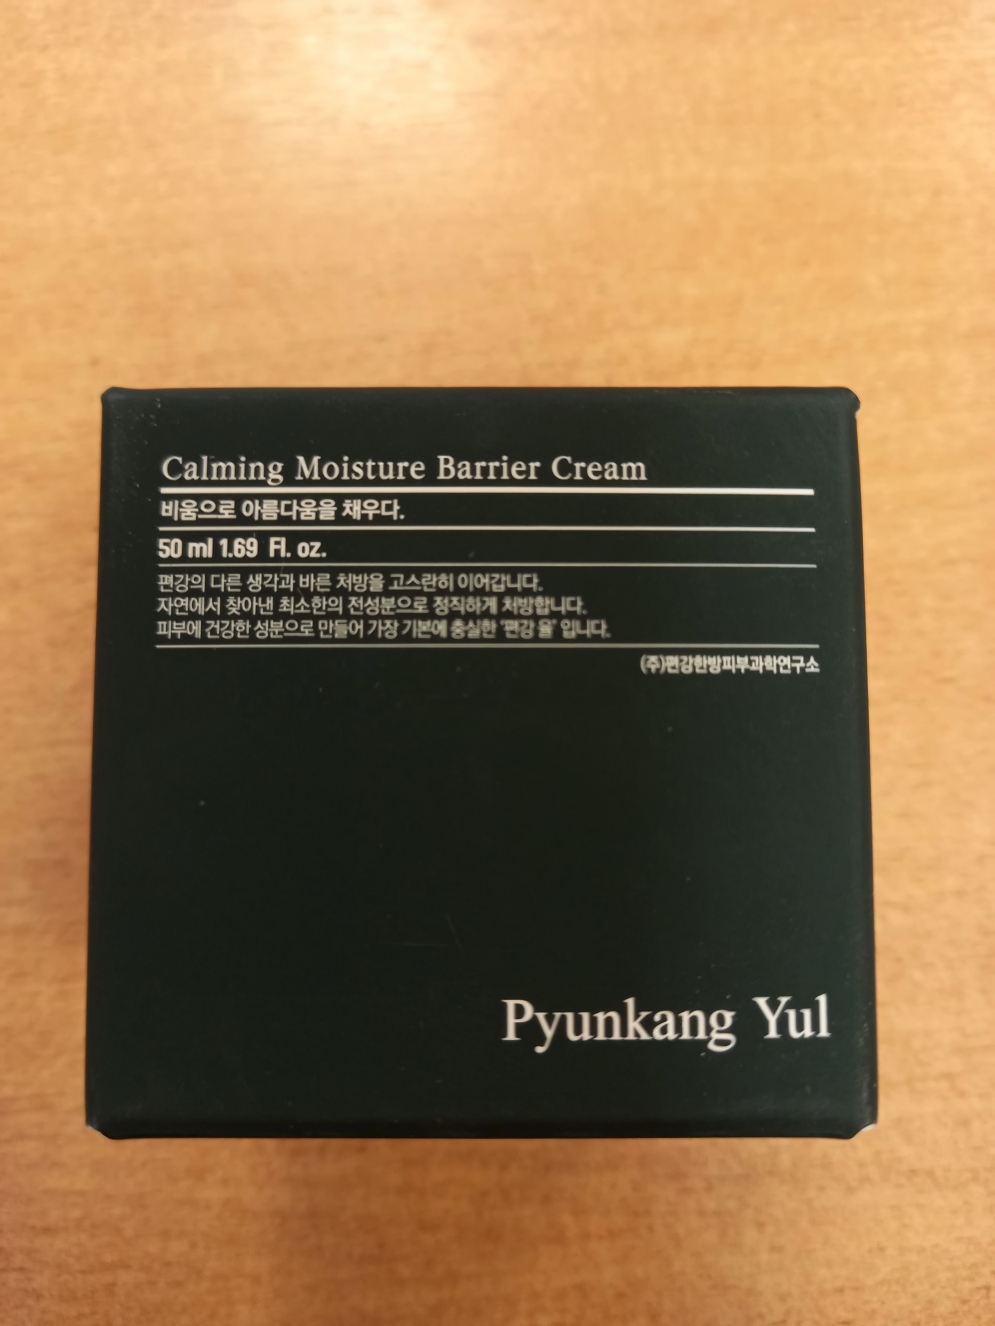 Calming Moisture Barrier Cream
비움으로 아름다움을 채우다.
50 ml 1.69 Fl. oz.
편강의 다른 생각과 바른 처방을 고스란히 이어갑니다.
자연에서 찾아낸 최소한의 전성분으로 정직하게 처방합니다.
피부에 건강한 성분으로 만들어 가장 기본에 충실한 "편강 율" 입니다.
(주)편강한방피부과학연구소
Pyunkang Yul